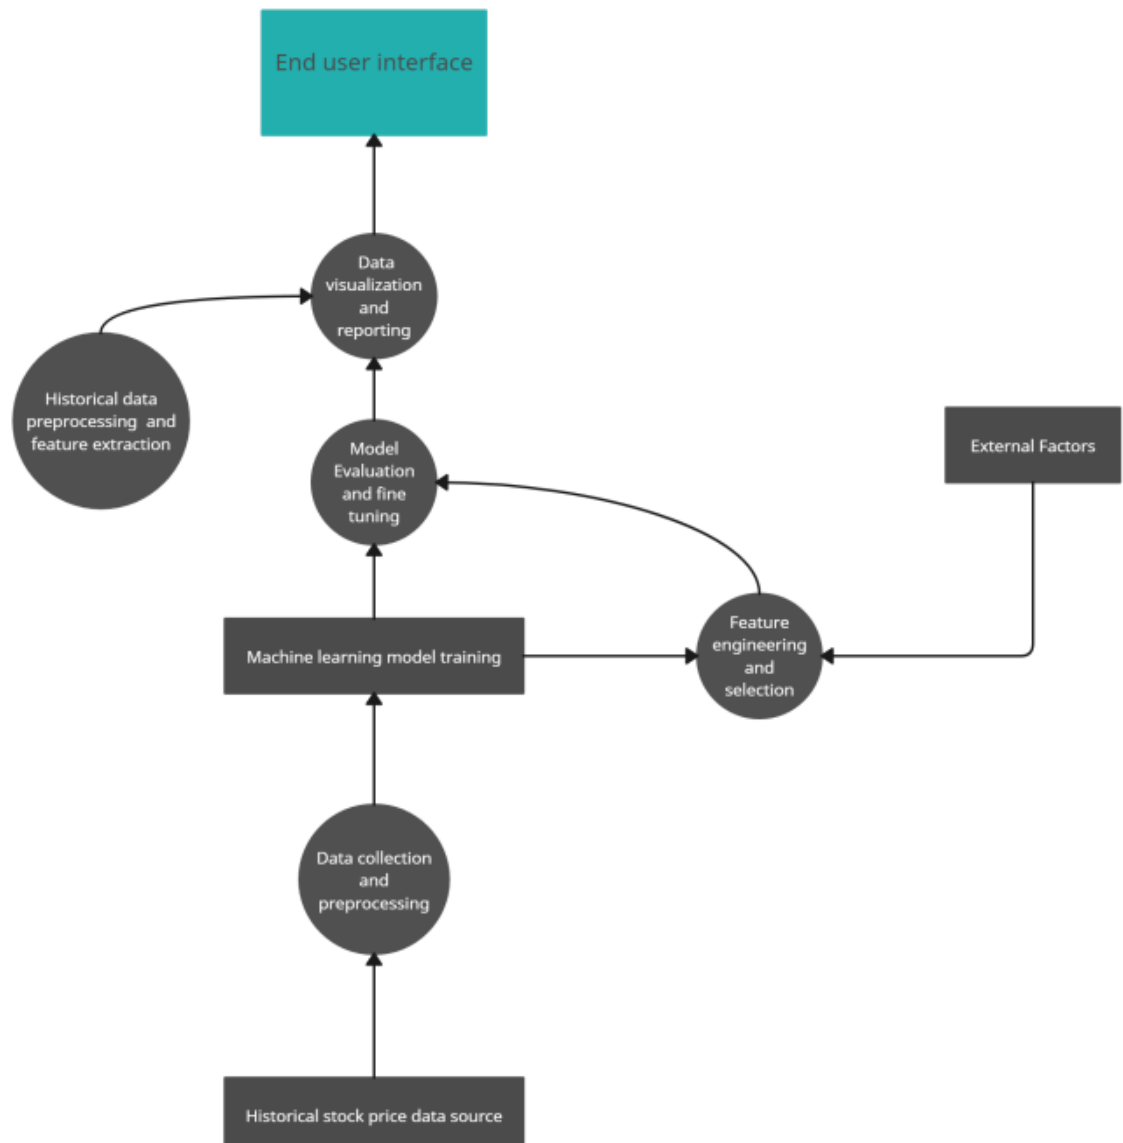 End user interface
Data
visualization
and
reporting
Historical data
preprocessing and
feature extraction
Model
Evaluation
and fine
tuning
External Factors
Feature
engineering
and
selection
Machine learning model training
Data collection
and
preprocessing
Historical stock price data source